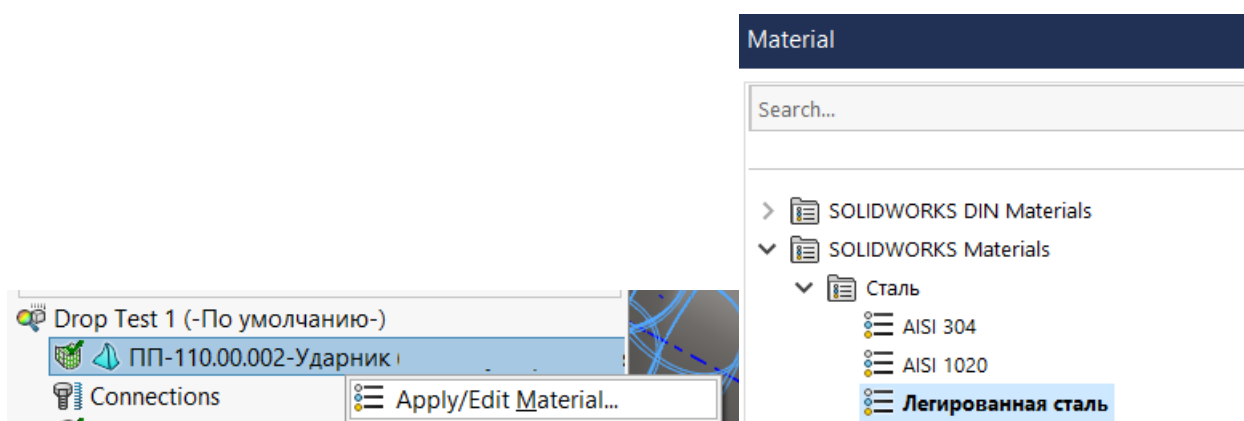 Drop Test 1 (-По умолчанию-)
ПП-110.00.002-Ударник (
Connections
Apply/Edit Material...
Material
Search...
SOLIDWORKS DIN Materials
SOLIDWORKS Materials
Сталь
AISI 304
AISI 1020
Легированная сталь